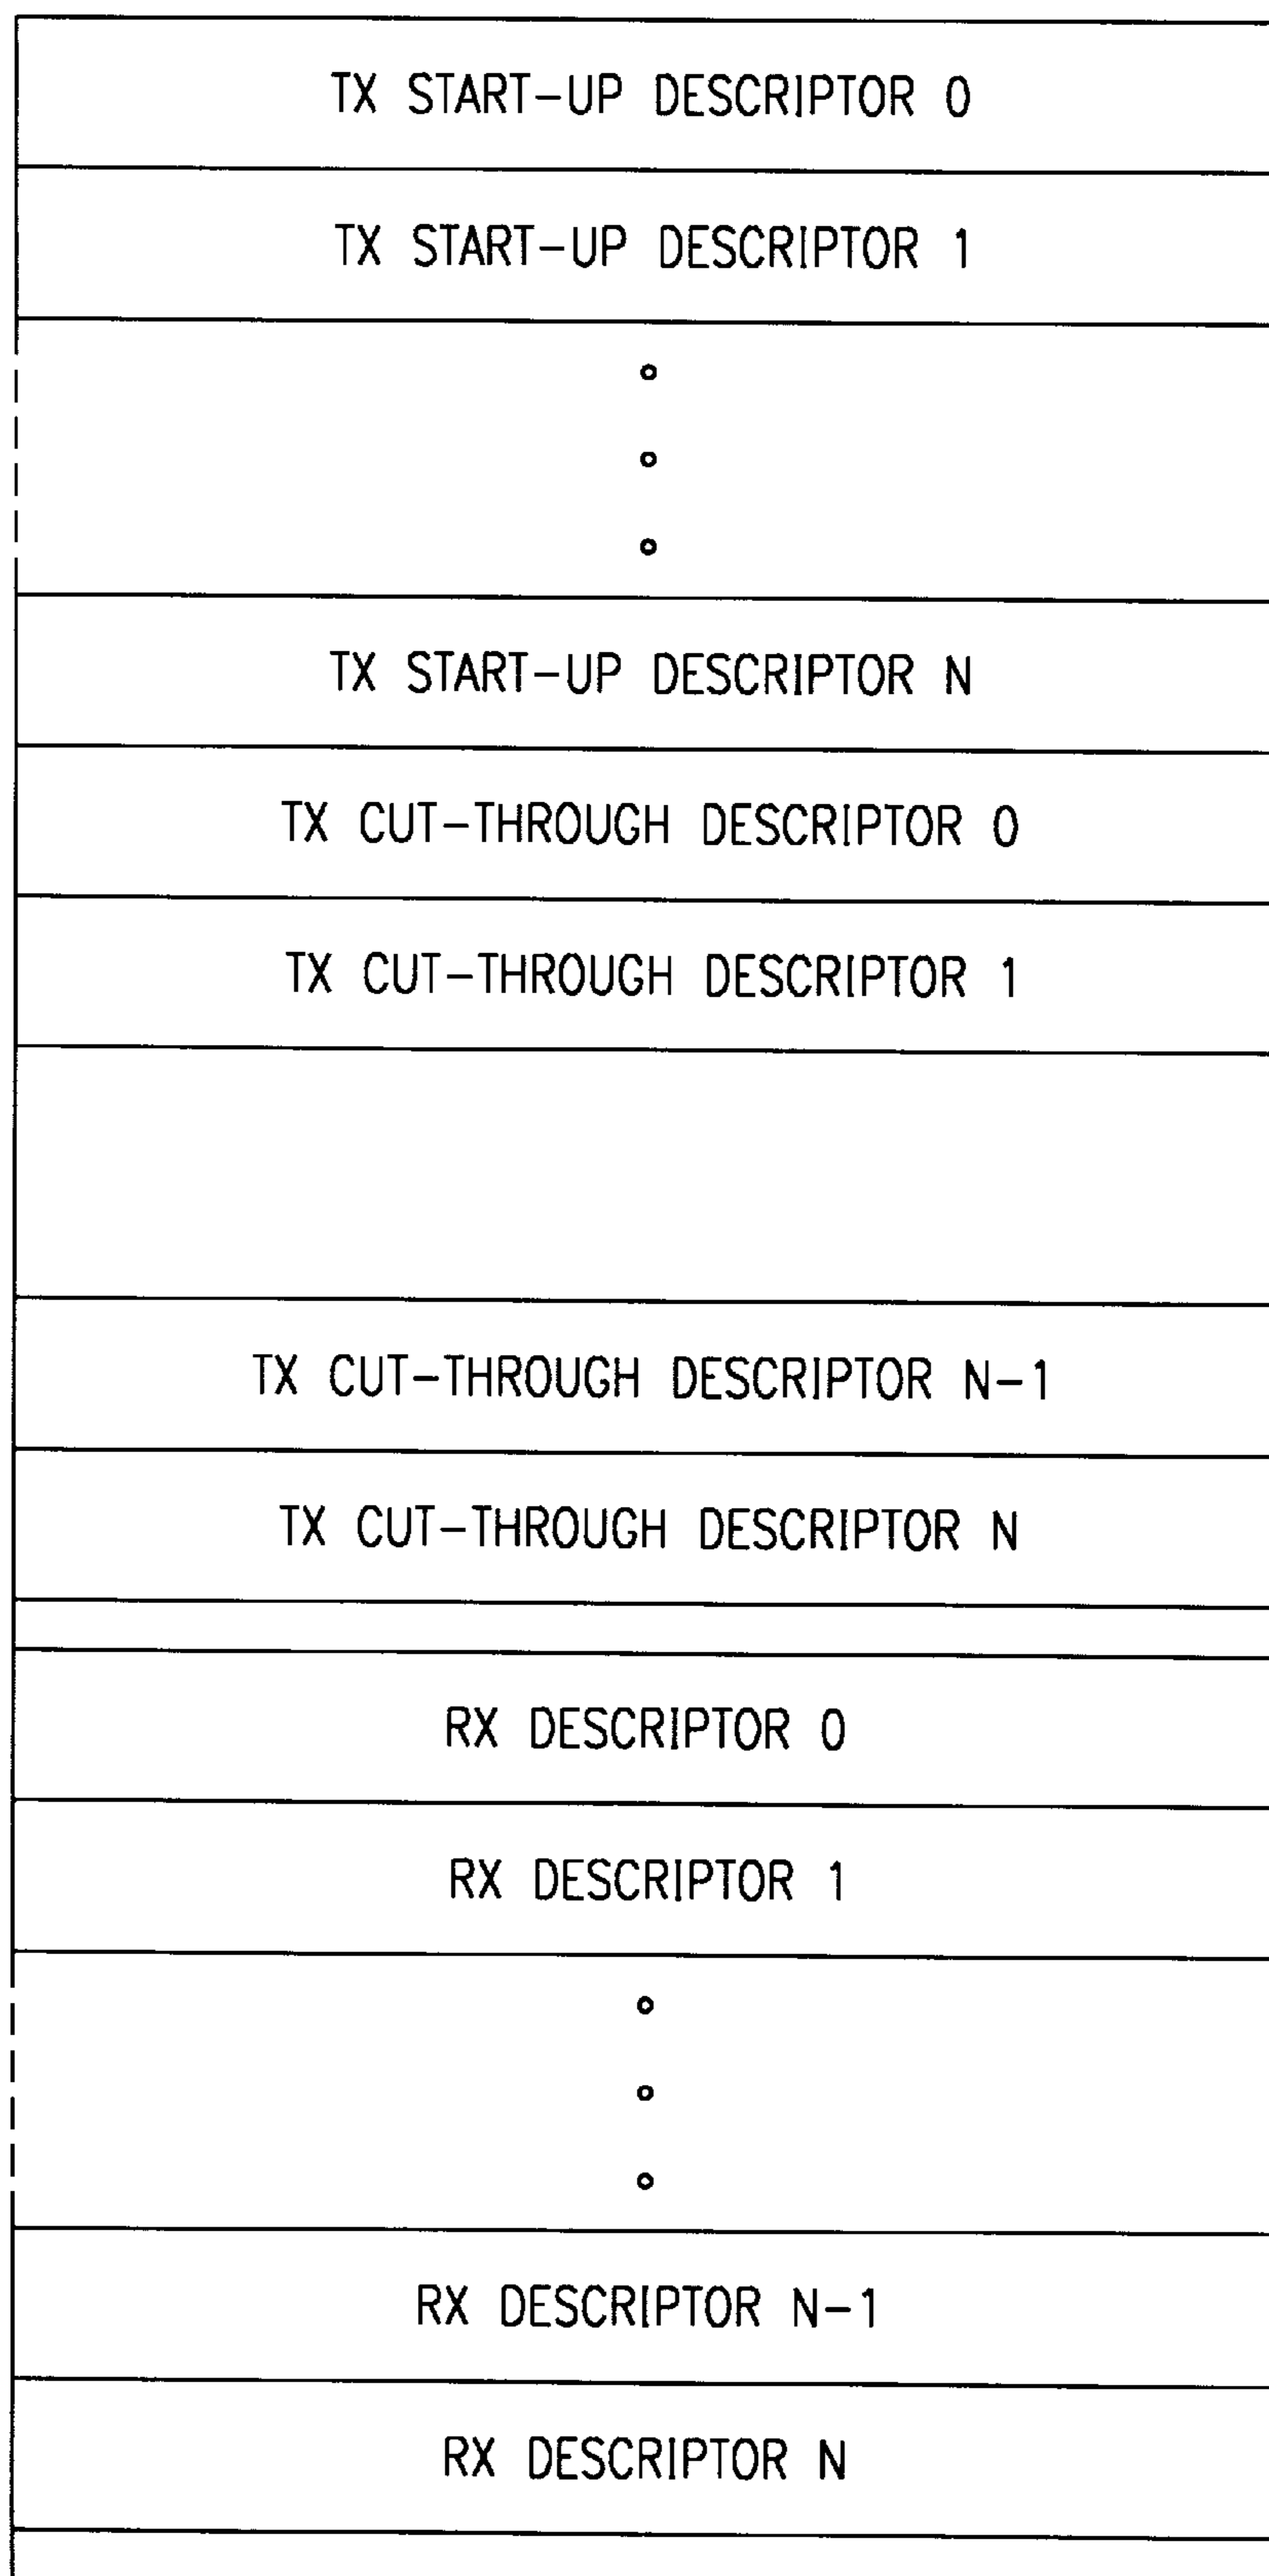 TX START-UP DESCRIPTOR 0
TX START-UP DESCRIPTOR 1
TX START-UP DESCRIPTOR N
TX CUT-THROUGH DESCRIPTOR 0
TX CUT-THROUGH DESCRIPTOR 1
TX CUT-THROUGH DESCRIPTOR N-1
TX CUT-THROUGH DESCRIPTOR N
RX DESCRIPTOR 0
RX DESCRIPTOR 1
RX DESCRIPTOR N-1
RX DESCRIPTOR N